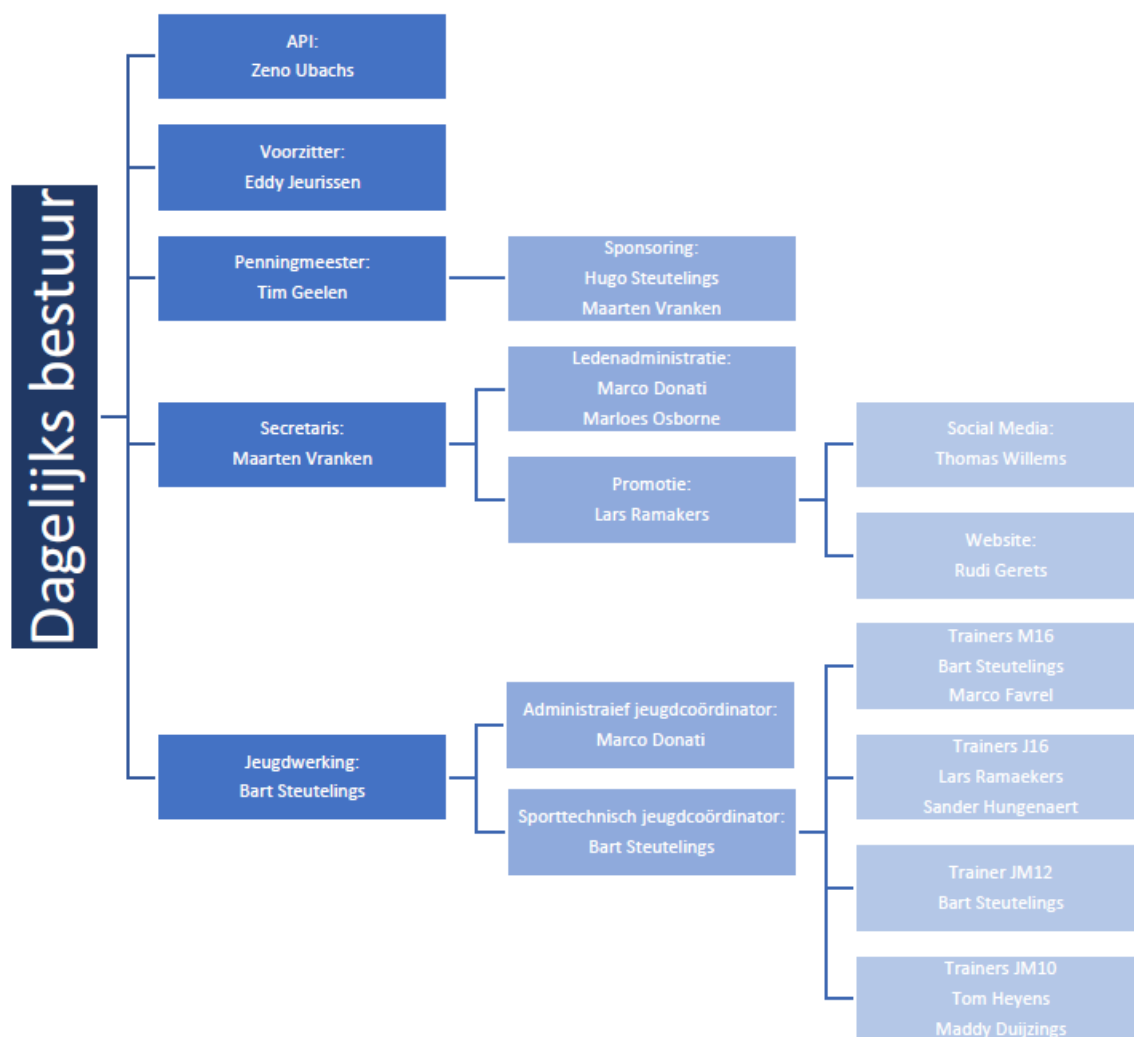 Dagelijks bestuur
API:
Zeno Ubachs
Voorzitter:
Eddy Jeurissen
Penningmeester:
Tim Geelen
Sponsoring:
Hugo Steutelings
Maarten Vranken
Secretaris:
Maarten Vranken
Ledenadministratie:
Marco Donati
Marloes Osborne
Promotie:
Lars Ramakers
Social Media:
Thomas Willems
Website:
Rudi Gerets
Jeugdwerking:
Bart Steutelings
Administraief jeugdcoördinator:
Marco Donati
Sporttechnisch jeugdcoördinator:
Bart Steutelings
Trainers M16
Bart Steutelings
Marco Favrel
Trainers J16
Lars Ramaekers
Sander Hungenaert
Trainer JM12
Bart Steutelings
Trainers JM10
Tom Heyens
Maddy Duijzings